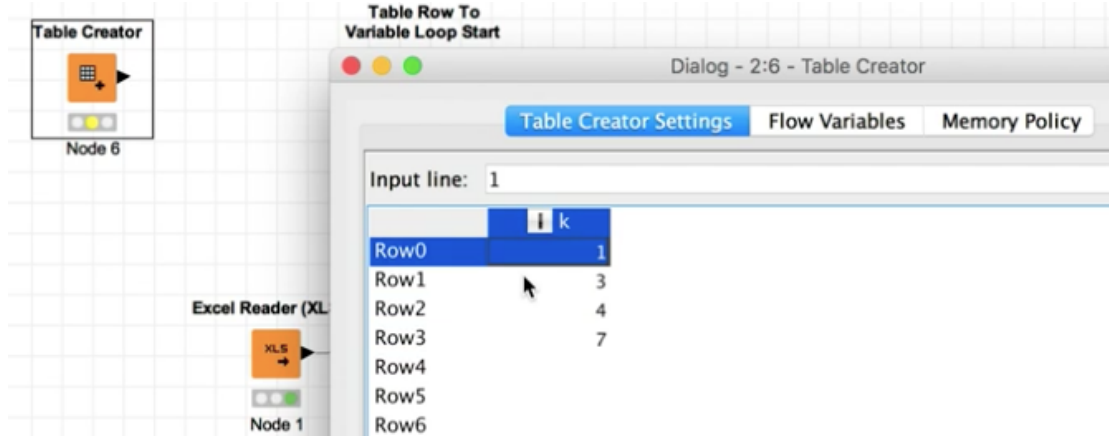 Table Creator
Node 6
Table Row To
Variable Loop Start
Excel Reader (XL
XLS
Node 1
Dialog - 2:6 - Table Creator
Table Creator Settings Flow Variables Memory Policy
Input line: 1
I k
Row0 1
Row1 3
Row2 4
Row3 7
Row4
Row5
Row6